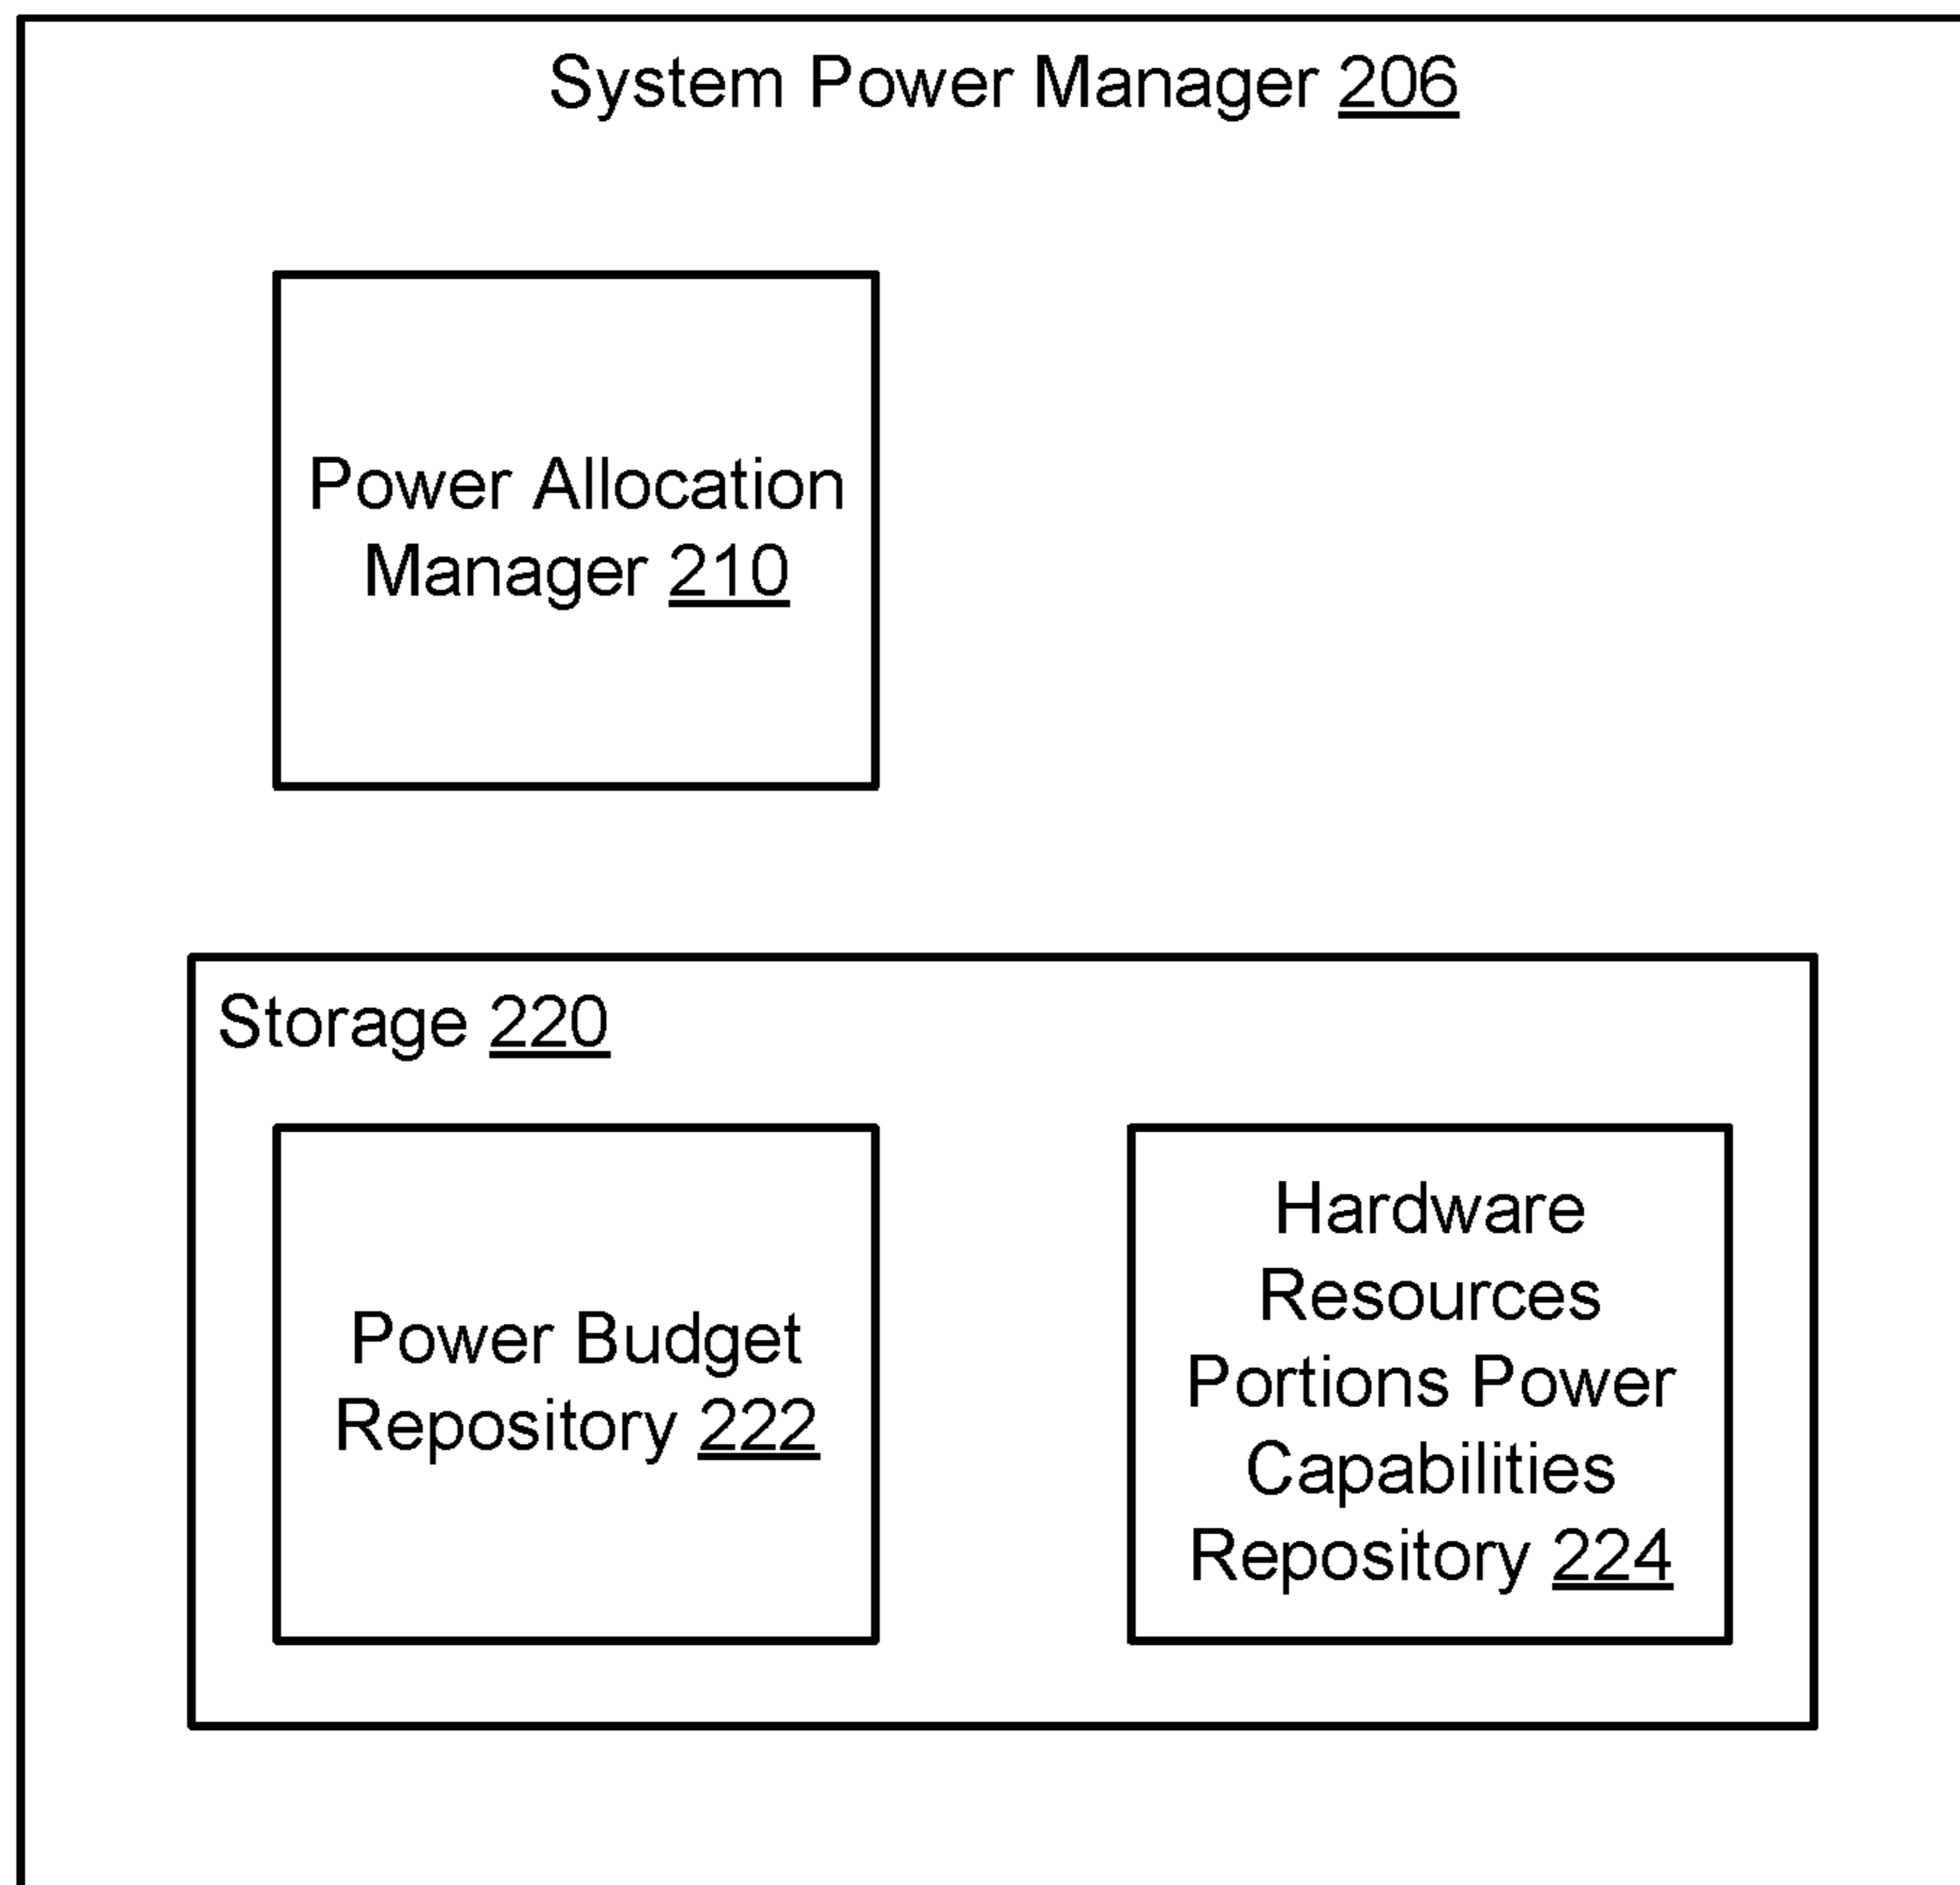 System Power Manager 206
Power Allocation
Manager 210
Storage 220
Power Budget
Repository 222
Hardware
Resources
Portions Power
Capabilities
Repository 224